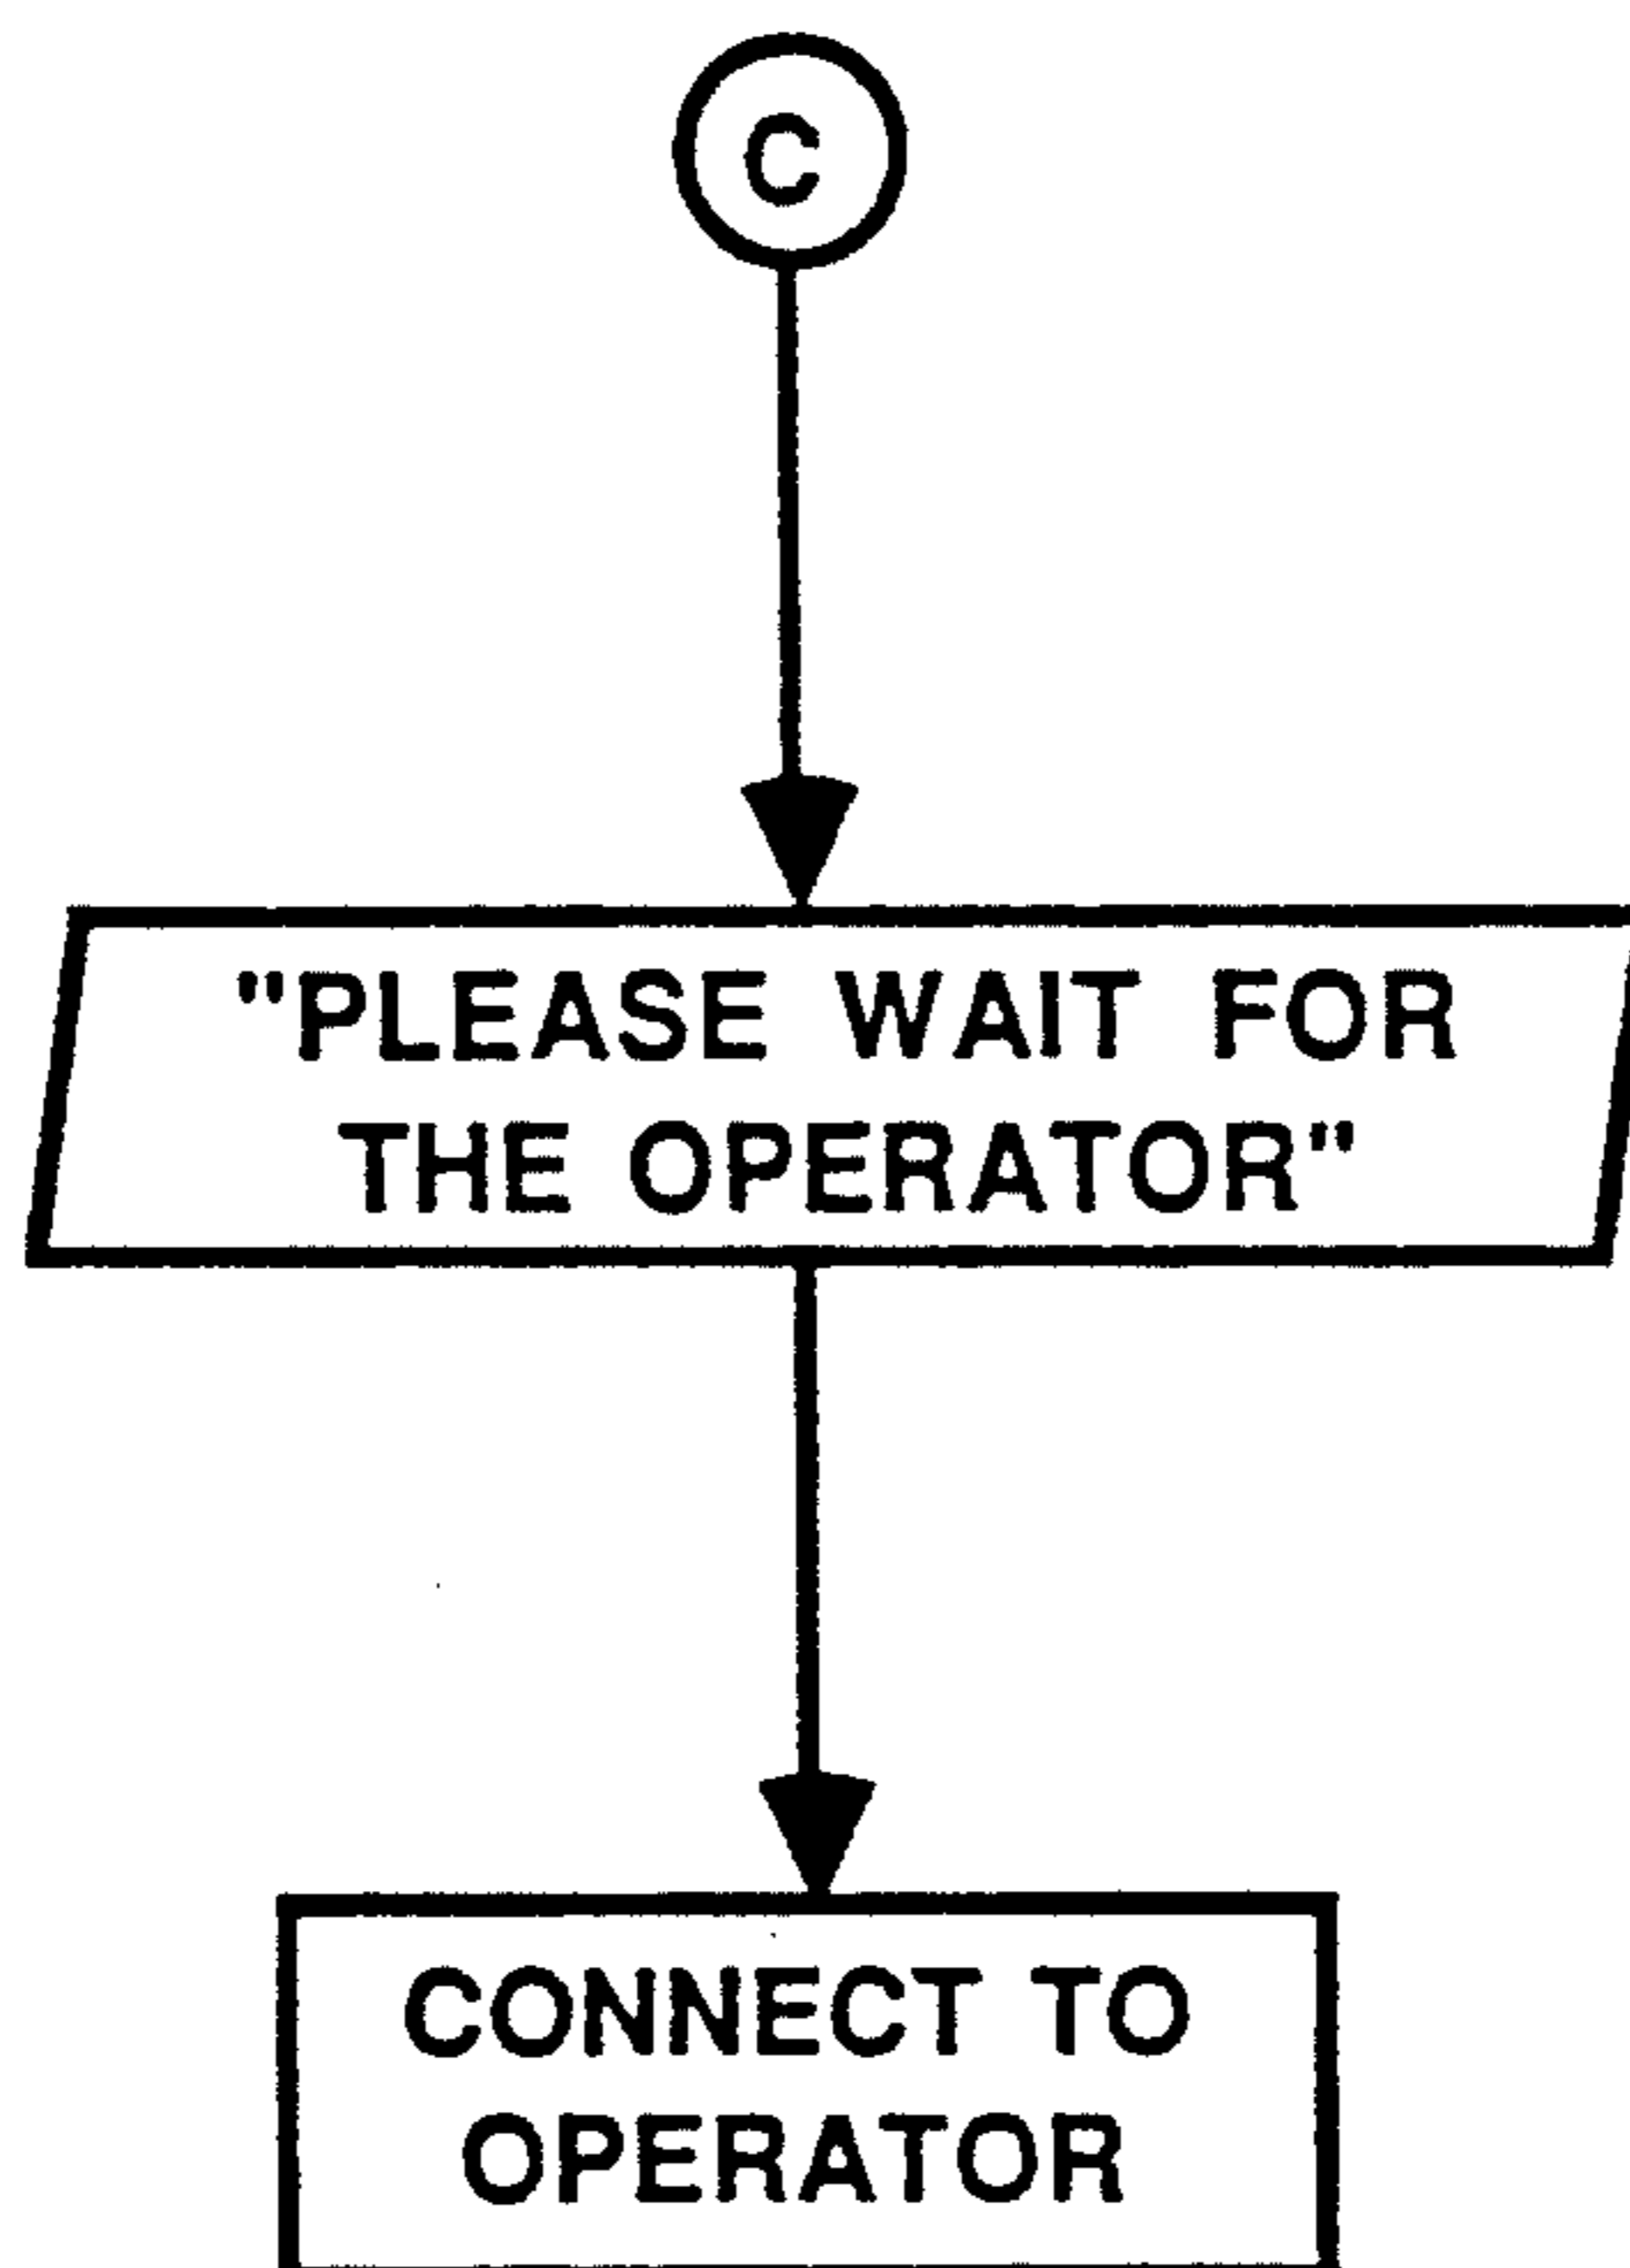 C
"PLEASE WAIT FOR
THE OPERATOR"
CONNECT TO
OPERATOR